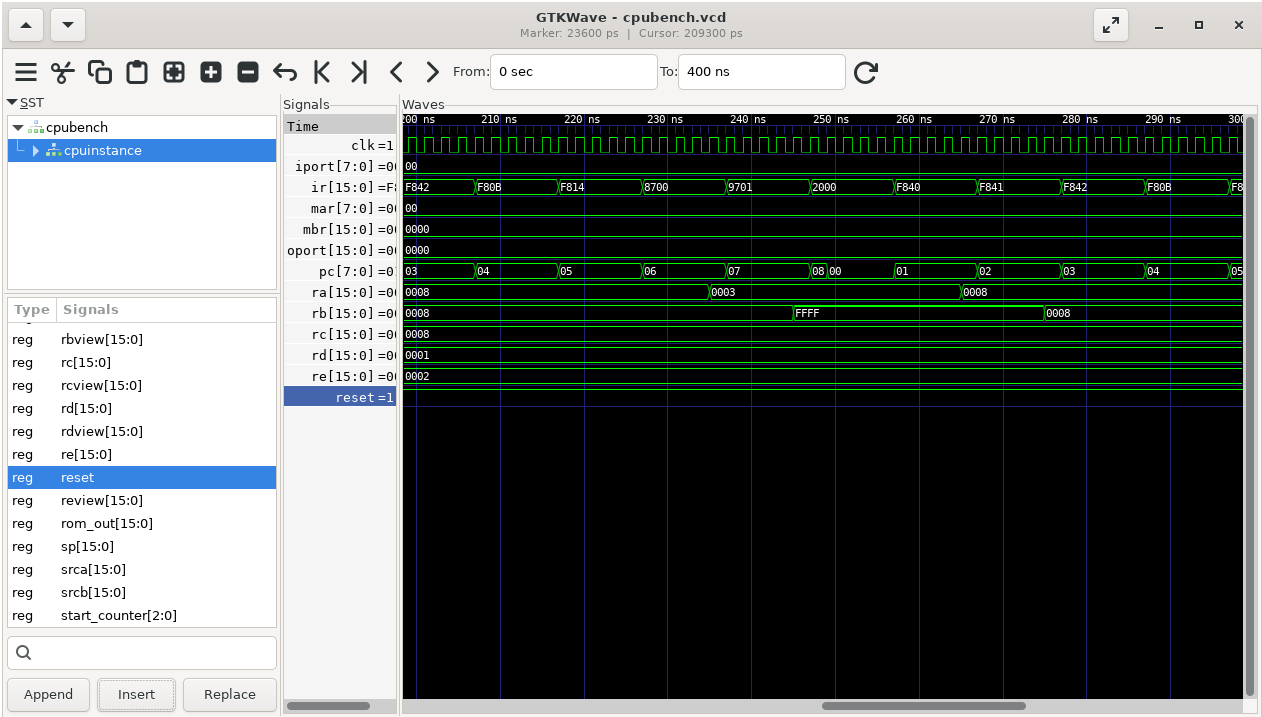 GTKWave - cpubench.vcd
Marker: 23600 ps | Cursor: 209300 ps
From: 0 sec To: 400 ns
SST
cpubench
cpuinstance
Type Signals
reg rbview[15:0]
reg rc[15:0]
reg rcview[15:0]
reg rd[15:0]
reg rdview[15:0]
reg re[15:0]
reg reset
reg review[15:0]
reg rom_out[15:0]
reg sp[15:0]
reg srca[15:0]
reg srcb[15:0]
reg start_counter[2:0]
Append Insert Replace
Signals
Time
clk =1
iport[7:0] =00
ir[15:0] =F8
mar[7:0] =00
mbr[15:0] =00
oport[15:0] =00
pc[7:0] =0
ra[15:0] =00
rb[15:0] =00
rc[15:0] =00
rd[15:0] =00
re[15:0] =00
reset =1
Waves
200 ns 210 ns 220 ns 230 ns 240 ns 250 ns 260 ns 270 ns 280 ns 290 ns 300
00
F842 F80B F814 8700 9701 2000 F840 F841 F842 F80B F8
00
0000
0000
03 04 05 06 07 08 00 01 02 03 04 05
0008 0003 0008
0008 FFFF 0008
0008
0001
0002